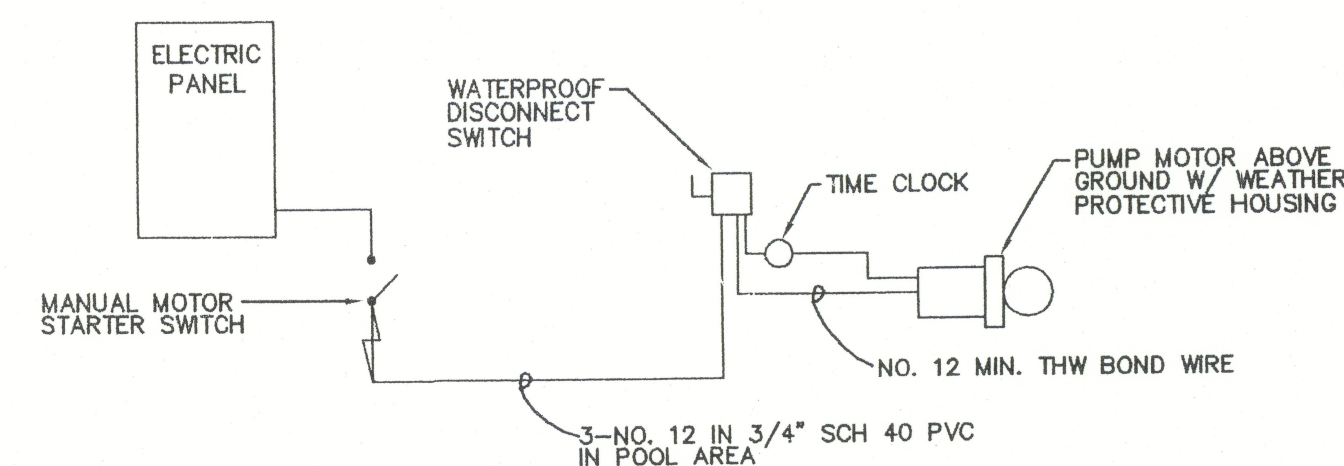 ELECTRIC
PANEL
WATERPROOF
DISCONNECT
SWITCH
TIME CLOCK
PUMP MOTOR ABOVE
GROUND W/ WEATHER
PROTECTIVE HOUSING
MANUAL MOTOR
STARTER SWITCH
NO. 12 MIN. THW BOND WIRE
3-NO. 12 IN 3/4" SCH 40 PVC
IN POOL AREA